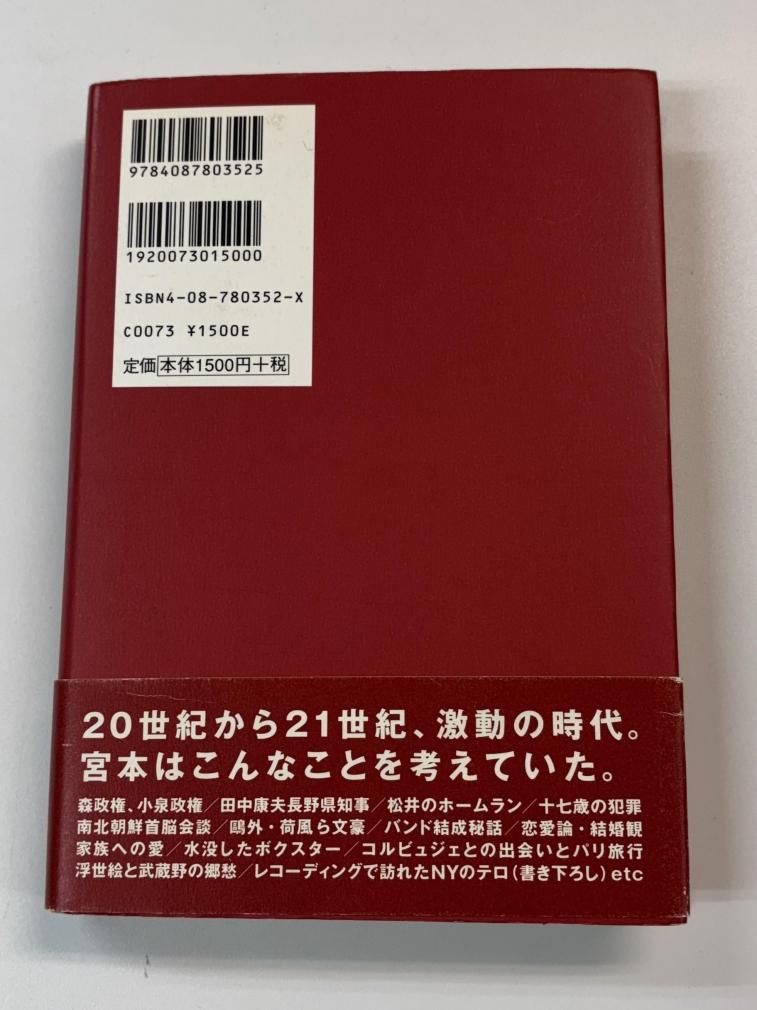 9784087803525
1920073015000
ISBN4-08-780352-X
C0073 ¥1500E
定価 本体1500円+税
20世紀から21世紀、激動の時代。
宮本はこんなことを考えていた。
森政権、小泉政権/田中康夫長野県知事/松井のホームラン/十七歳の犯罪
南北朝鮮首脳会談/鴎外・荷風ら文豪/バンド結成秘話/恋愛論・結婚観
家族への愛/水没したボクスター/コルビュジェとの出会いとパリ旅行
浮世絵と武蔵野の郷愁/レコーディングで訪れたNYのテロ(書き下ろし)etc